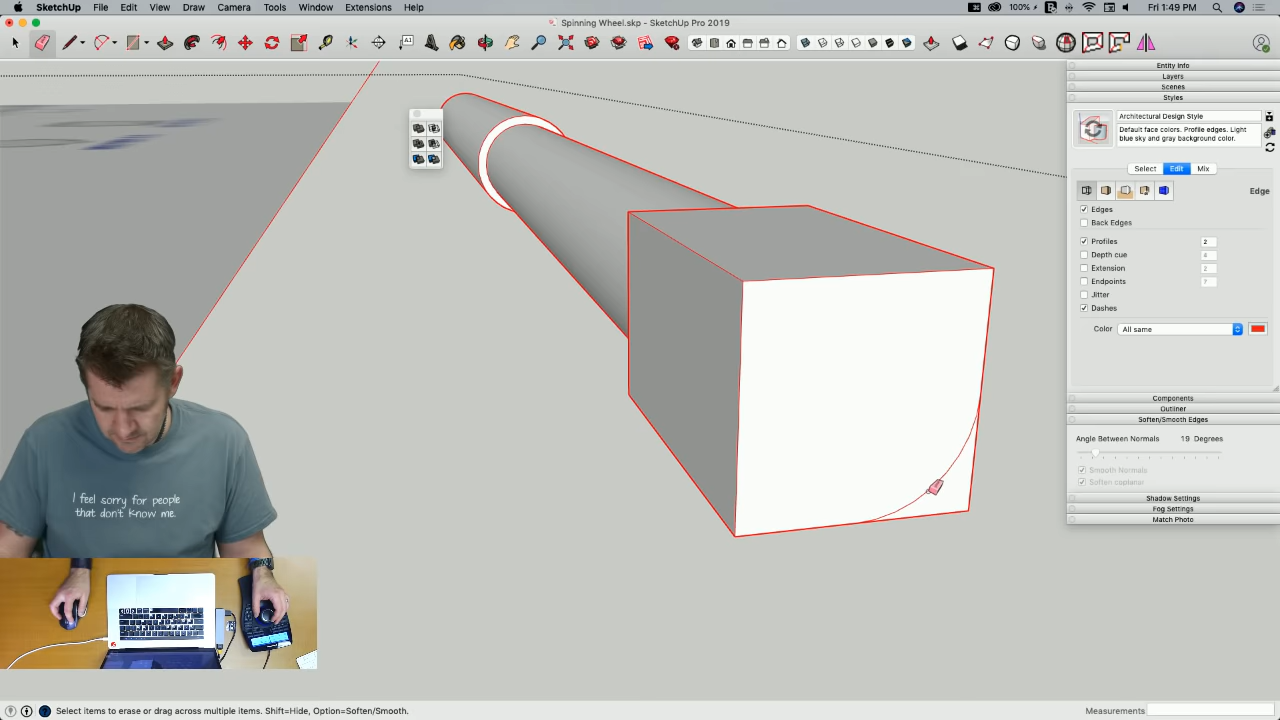 SketchUp File Edit View Draw Camera Tools Window Extensions Help
100% Fri 1:49 PM
Spinning Wheel.skp - SketchUp Pro 2019
Entity Info
Layers
Scenes
Styles
Architectural Design Style
Default face colors. Profile edges. Light
blue sky and gray background color.
Select Edit Mix
Edge
Edges
Back Edges
Profiles 2
Depth cue 4
Extension 2
Endpoints 7
Jitter
Dashes
Color All same
Components
Outliner
Soften/Smooth Edges
Angle Between Normals 19 Degrees
Smooth Normals
Soften coplanar
Shadow Settings
Fog Settings
Match Photo
I feel sorry for people
that don't know me.
Select items to erase or drag across multiple items. Shift=Hide, Option=Soften/Smooth.
Measurements